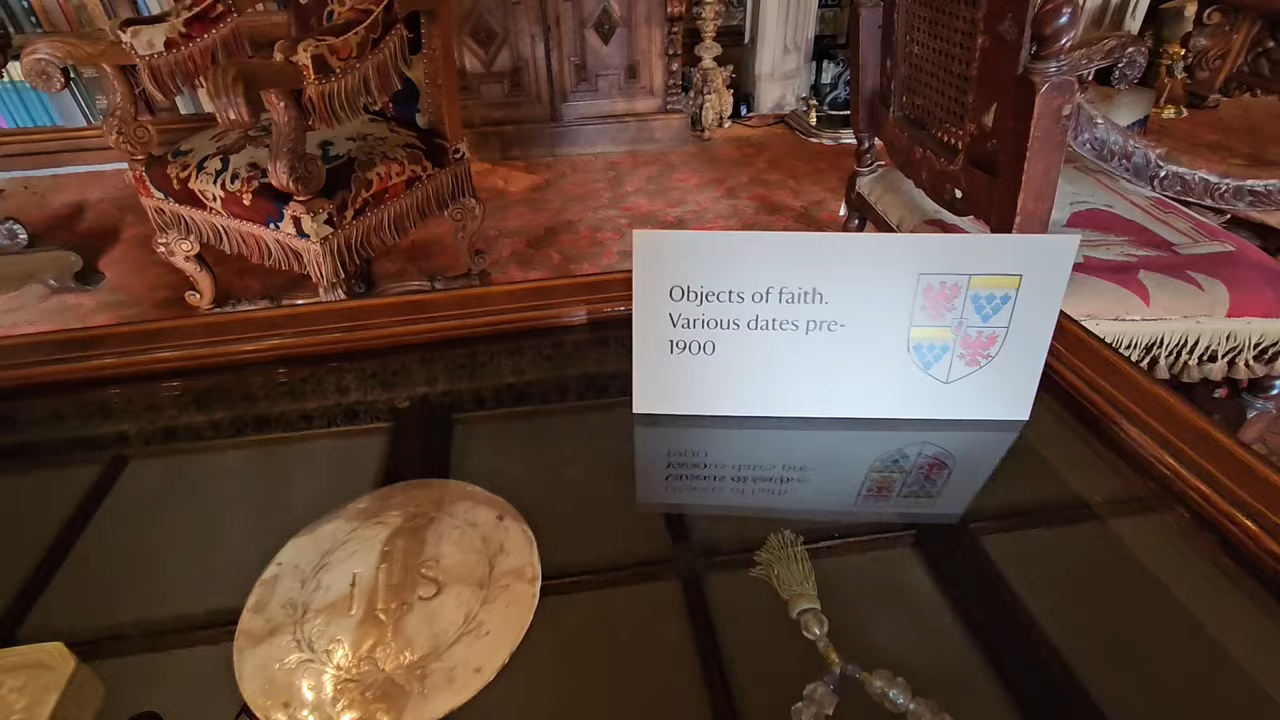 Objects of faith.
Various dates pre-
1900
IHS